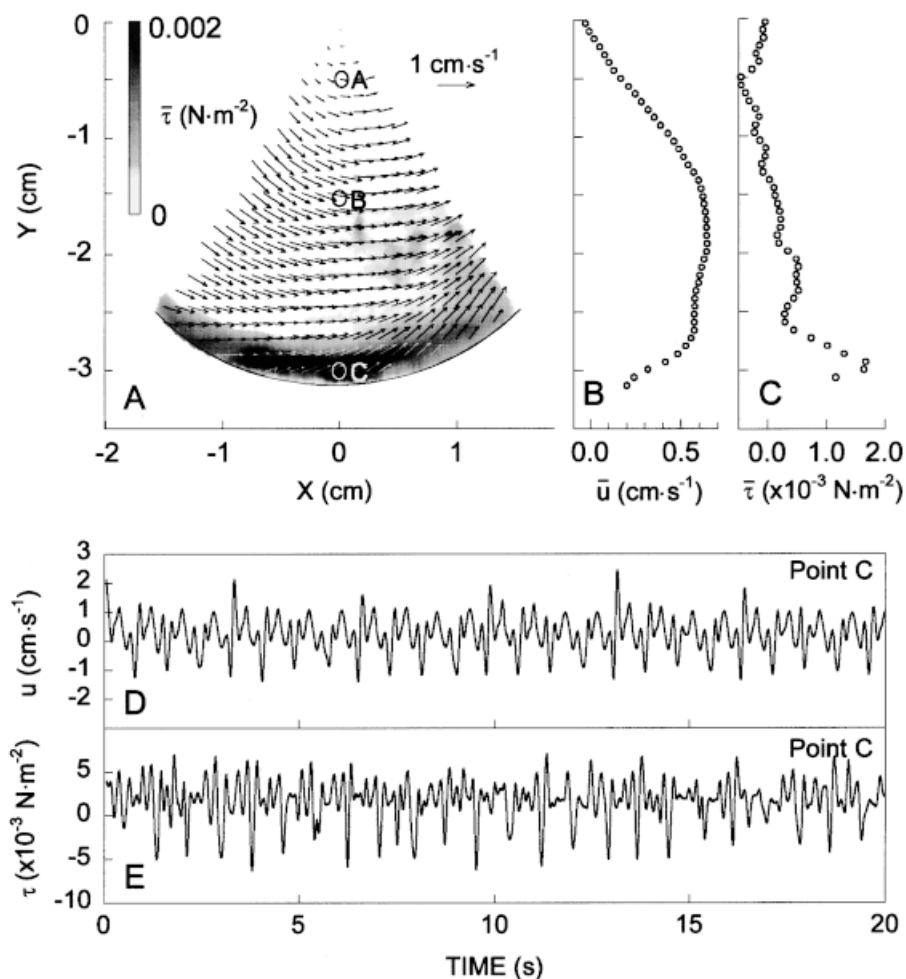 0
-1
-2
-3
Y (cm)
0.002
τ̄ (N·m⁻²)
0
1 cm·s⁻¹
A
B
C
A
-2
-1
0
1
X (cm)
B
0.0
0.5
ū (cm·s⁻¹)
C
0.0
1.0
2.0
τ̄ (x10⁻³ N·m⁻²)
3
2
1
0
-1
-2
u (cm·s⁻¹)
Point C
D
5
0
-5
-10
τ (x10⁻³ N·m⁻²)
Point C
E
0
5
10
15
20
TIME (s)